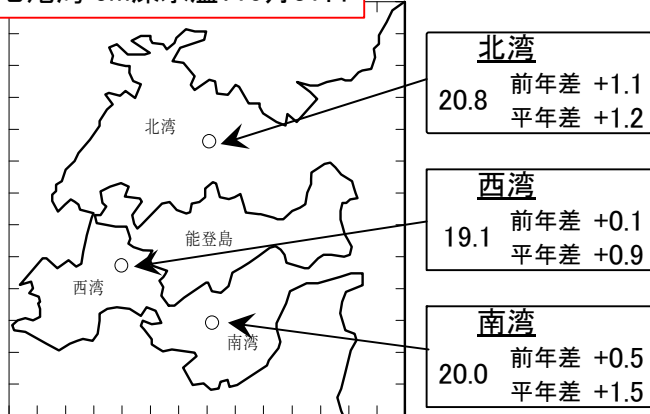 北湾
20.8
前年差 +1.1
平年差 +1.2
北湾
西湾
19.1
前年差 +0.1
平年差 +0.9
能登島
西湾
南湾
20.0
前年差 +0.5
平年差 +1.5
南湾